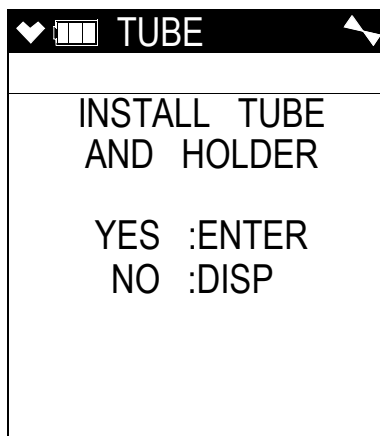 TUBE
INSTALL TUBE
AND HOLDER
YES :ENTER
NO :DISP